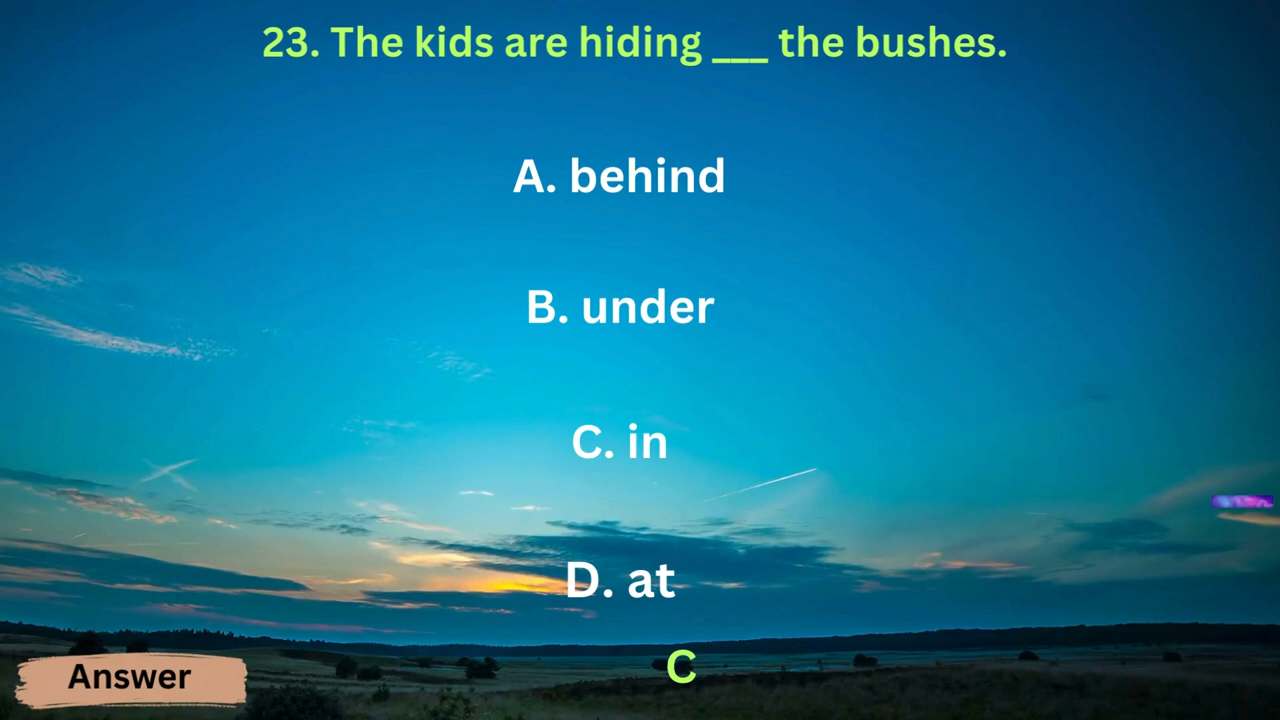 23. The kids are hiding ___ the bushes.
A. behind
B. under
C. in
D. at
C
Answer